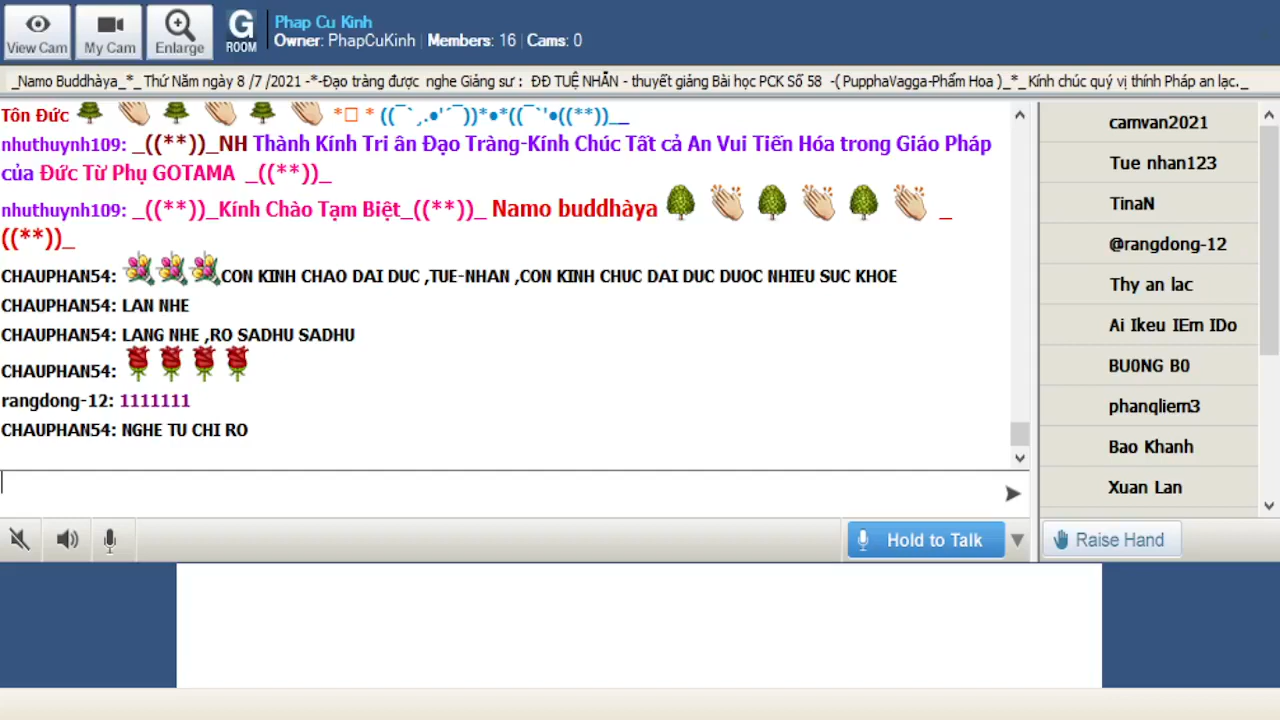 View Cam
My Cam
Enlarge
G
ROOM
Phap Cu Kinh
Owner: PhapCuKinh | Members: 16 | Cams: 0
_Namo Buddhàya_*_ Thứ Năm ngày 8 /7 /2021 -*-Đạo tràng được nghe Giảng sư : ĐĐ TUỆ NHẪN - thuyết giảng Bài học PCK Số 58 -( PupphaVagga-Phẩm Hoa )_*_Kính chúc quý vị thính Pháp an lạc._
Tôn Đức
nhuthuynh109: _((**))_NH Thành Kính Tri ân Đạo Tràng-Kính Chúc Tất cả An Vui Tiến Hóa trong Giáo Pháp
của Đức Từ Phụ GOTAMA _((**))_
nhuthuynh109: _((**))_Kính Chào Tạm Biệt_((**))_ Namo buddhàya _
((**))_
CHAUPHAN54: CON KINH CHAO DAI DUC ,TUE-NHAN ,CON KINH CHUC DAI DUC DUOC NHIEU SUC KHOE
CHAUPHAN54: LAN NHE
CHAUPHAN54: LANG NHE ,RO SADHU SADHU
CHAUPHAN54:
rangdong-12: 1111111
CHAUPHAN54: NGHE TU CHI RO
camvan2021
Tue nhan123
TinaN
@rangdong-12
Thy an lac
Ai Ikeu IEm IDo
BU0NG B0
phanqliem3
Bao Khanh
Xuan Lan
Hold to Talk
Raise Hand